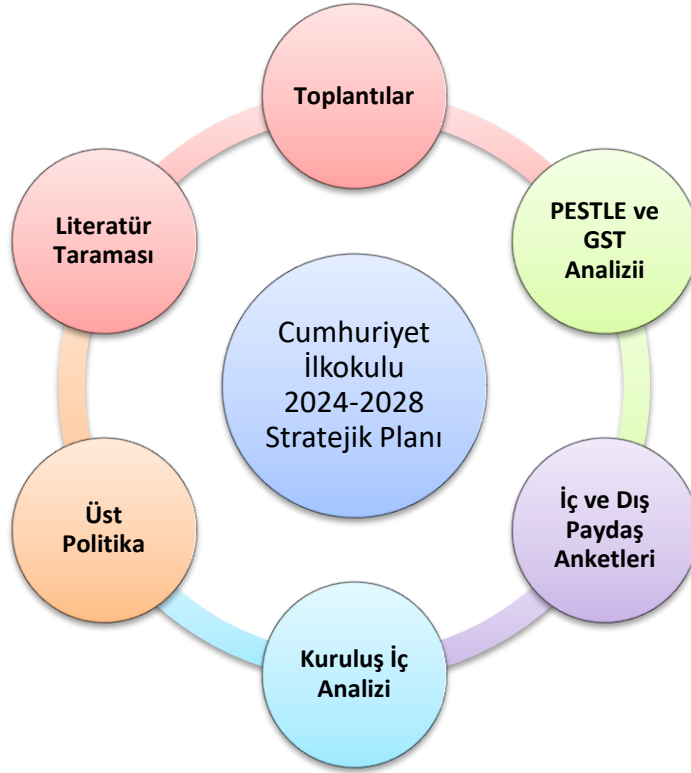 Toplantılar
PESTLE ve
GST
Analizii
İç ve Dış
Paydaş
Anketleri
Kuruluş İç
Analizi
Üst
Politika
Literatür
Taraması
Cumhuriyet
İlkokulu
2024-2028
Stratejik Planı